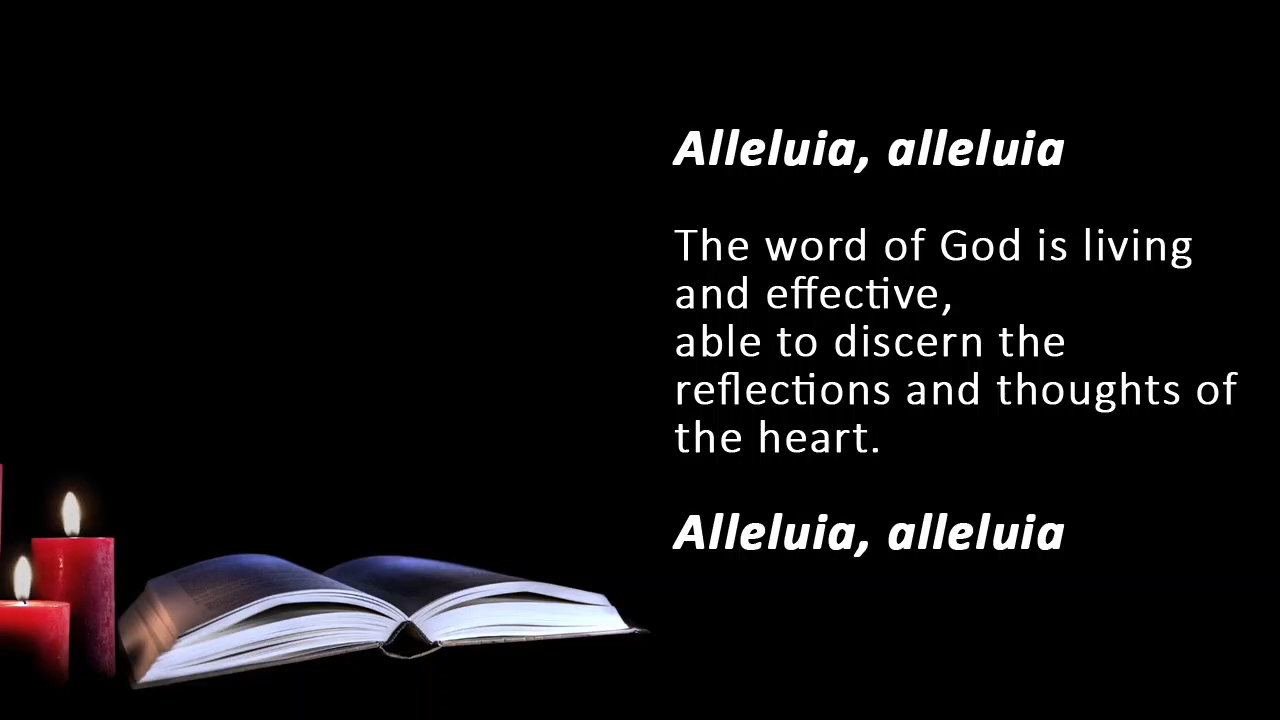 Alleluia, alleluia
The word of God is living
and effective,
able to discern the
reflections and thoughts of
the heart.
Alleluia, alleluia